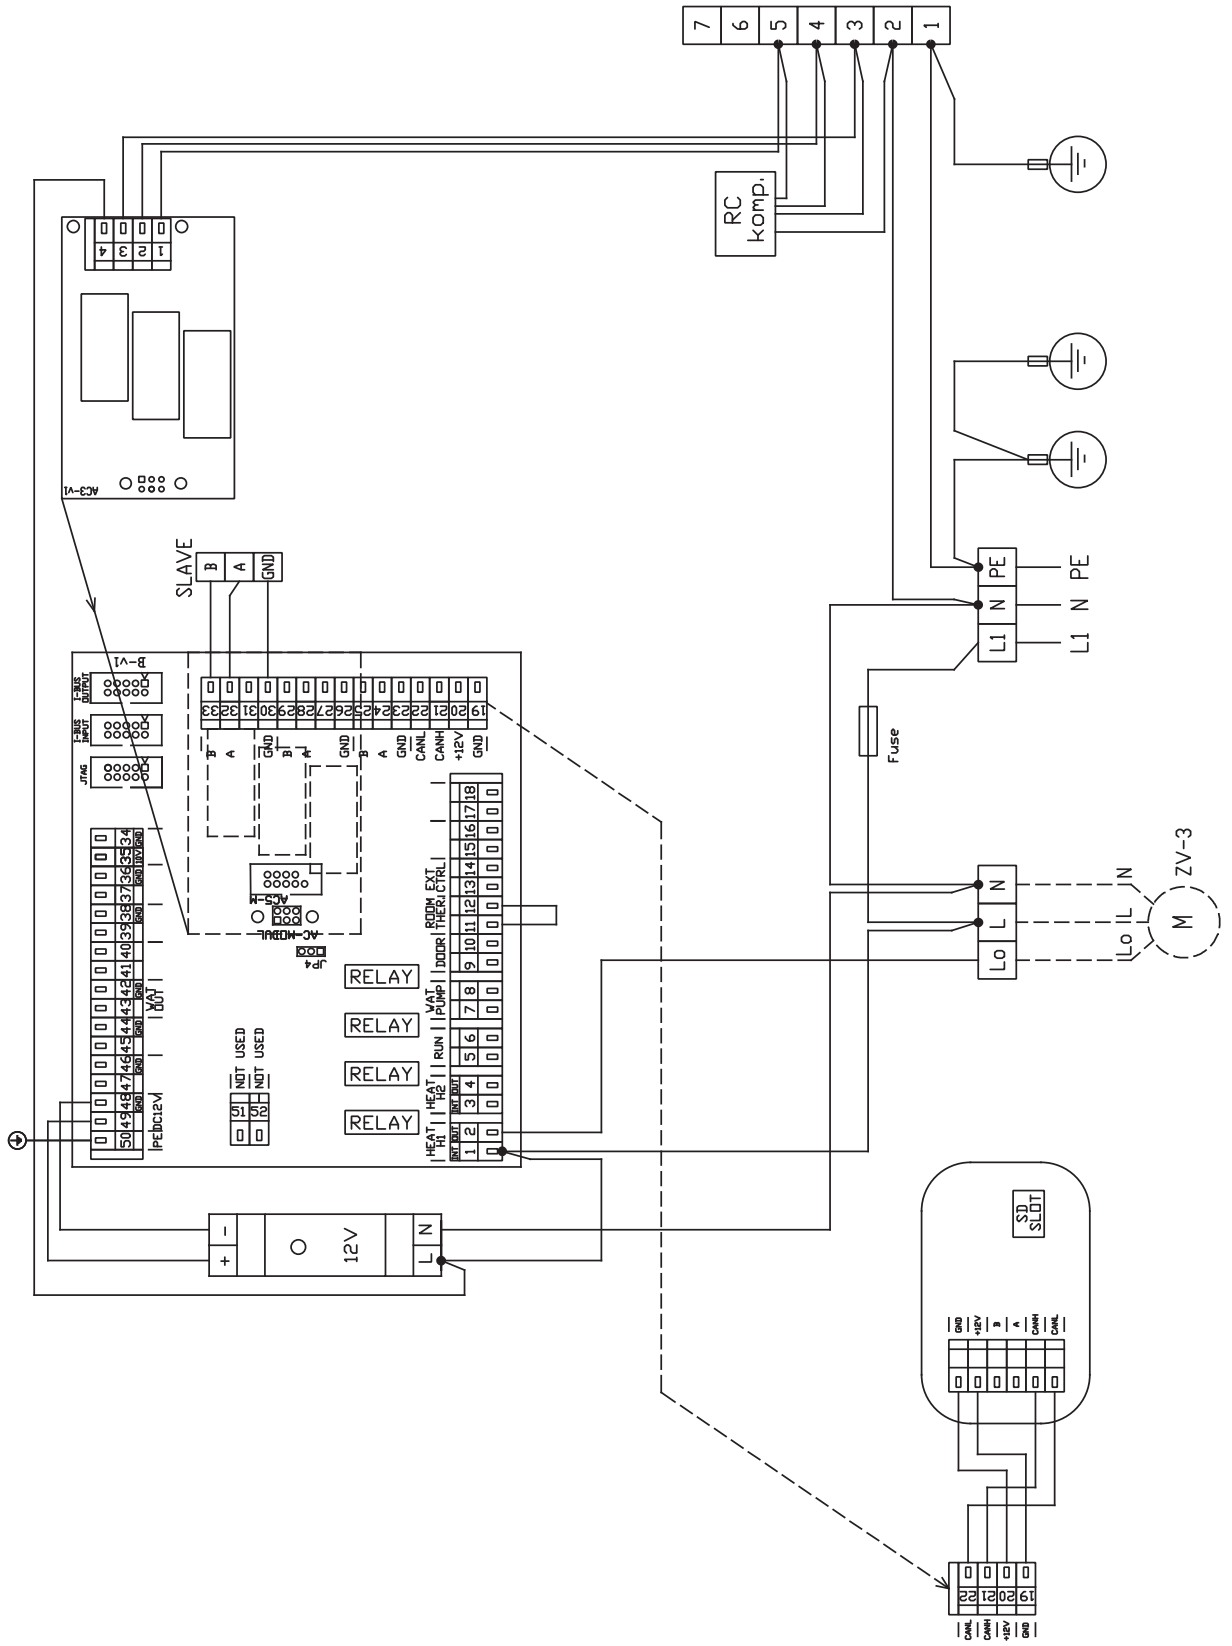 7 6 5 4 3 2 1
RC
komp.
4 3 2 1
AC3-v1
SLAVE
B
A
GND
B-v1
I-BUS
OUTPUT
I-BUS
INPUT
JTAG
33 32 31 30 29 28 27 26 25 24 23 22 21 20 19
B
A
GND
B
A
GND
B
A
GND
CANL
CANH
+12V
GND
34 35 36 37 38 39 40 41 42 43 44 45 46 47 48 49 50
GND
10V
GND
GND
GND
GND
GND
GND
WAT
OUT
DC12V
PE
AC5-M
AC-MODUL
JP4
RELAY
RELAY
RELAY
RELAY
NOT USED
NOT USED
51
52
18 17 16 15 14 13 12 11 10 9 8 7 6 5 4 3 2 1
EXT
CTRL
ROOM
THER.
DOOR
WAT
PUMP
RUN
HEAT
H2
HEAT
H1
OUT
INT
OUT
INT
PE
N
L1
PE
N
L1
Fuse
N
L
Lo
N
L
Lo
M
ZV-3
-
+
12V
N
L
SD
SLOT
GND
+12V
B
A
CANH
CANL
22 21 20 19
CANL
CANH
+12V
GND